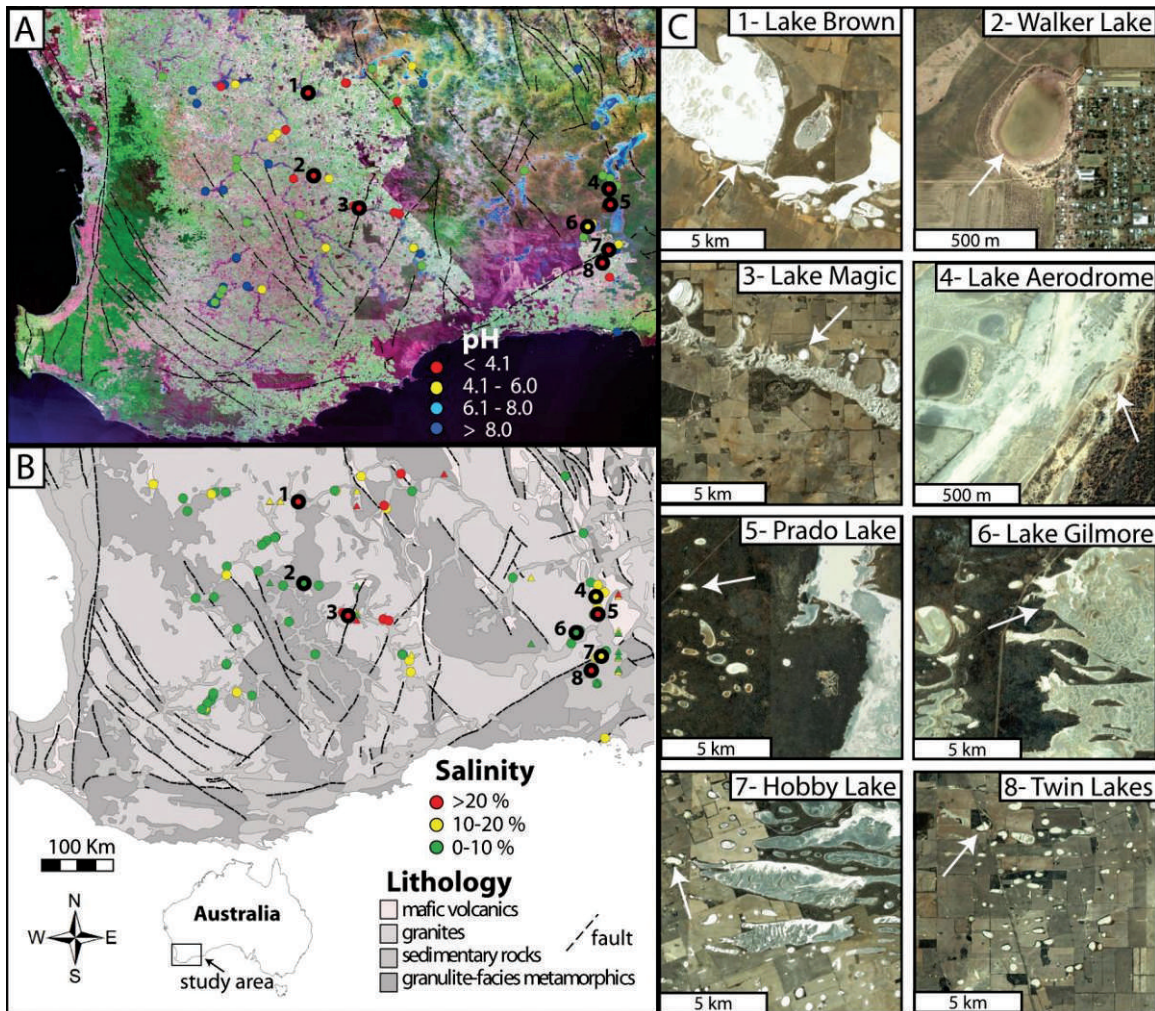 A
1
2
3
4
5
6
7
8
pH
< 4.1
4.1 - 6.0
6.1 - 8.0
> 8.0
B
1
2
3
4
5
6
7
8
Salinity
>20 %
10-20 %
0-10 %
100 Km
N
W E
S
Australia
study area
Lithology
mafic volcanics
granites
sedimentary rocks
granulite-facies metamorphics
fault
C
1- Lake Brown
5 km
2- Walker Lake
500 m
3- Lake Magic
5 km
4- Lake Aerodrome
500 m
5- Prado Lake
5 km
6- Lake Gilmore
5 km
7- Hobby Lake
5 km
8- Twin Lakes
5 km